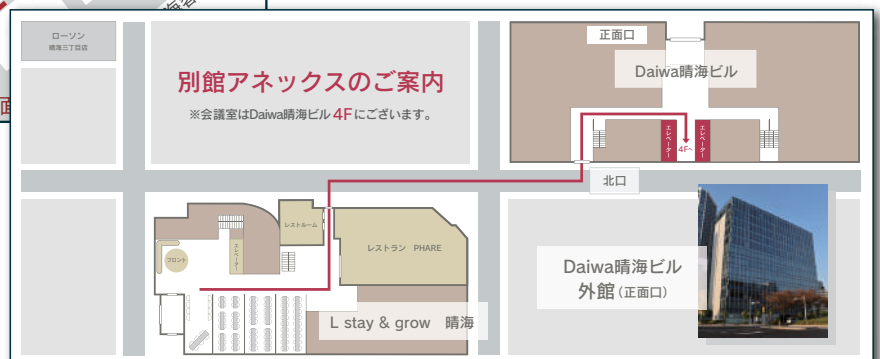 海
面
ローソン
晴海三丁目店
別館アネックスのご案内
※会議室はDaiwa晴海ビル 4Fにございます。
正面口
Daiwa晴海ビル
エレベーター
4Fへ
エレベーター
北口
レストルーム
レストラン PHARE
エレベーター
フロント
L stay & grow 晴海
Daiwa晴海ビル
外館(正面口)